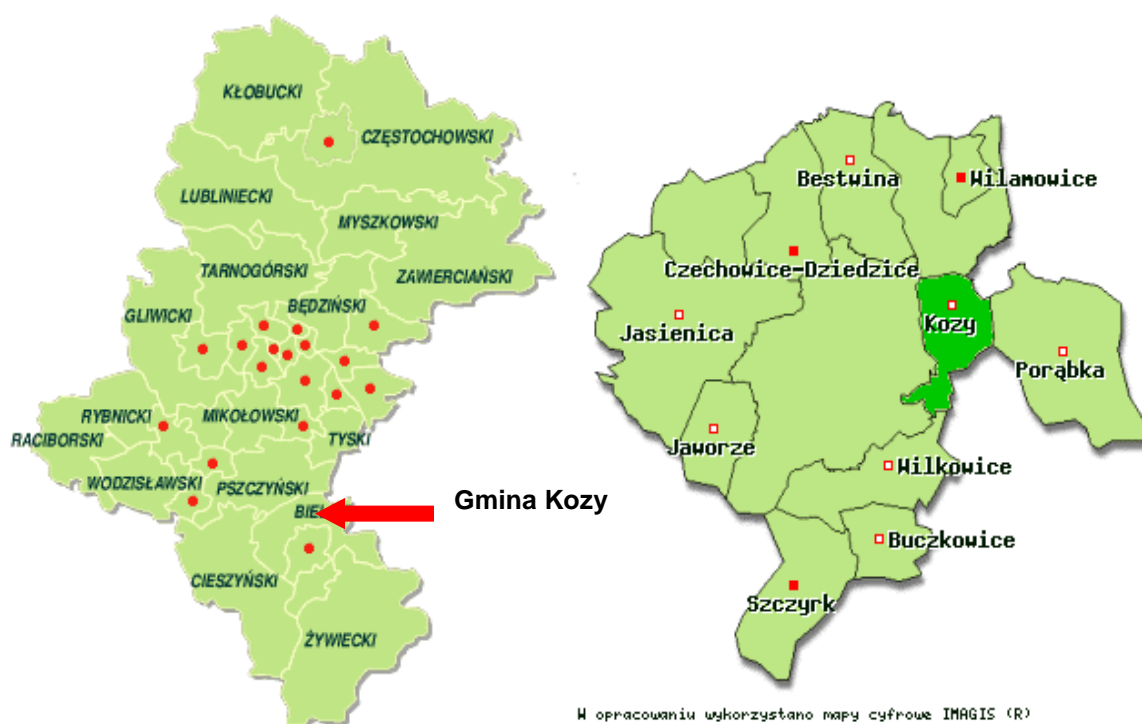 KŁOBUCKI
CZĘSTOCHOWSKI
LUBLINIECKI
MYSZKOWSKI
TARNOGÓRSKI
ZAWIERCIAŃSKI
BĘDZIŃSKI
GLIWICKI
RYBNICKI
MIKOŁOWSKI
RACIBORSKI
TYSKI
WODZISŁAWSKI
PSZCZYŃSKI
Gmina Kozy
CIESZYŃSKI
ŻYWIECKI
Bestwina
Wilamowice
Czechowice-Dziedzice
Jasienica
Kozy
Porąbka
Jaworze
Wilkowice
Buczkowice
Szczyrk
W opracowaniu wykorzystano mapy cyfrowe IMAGIS (R)